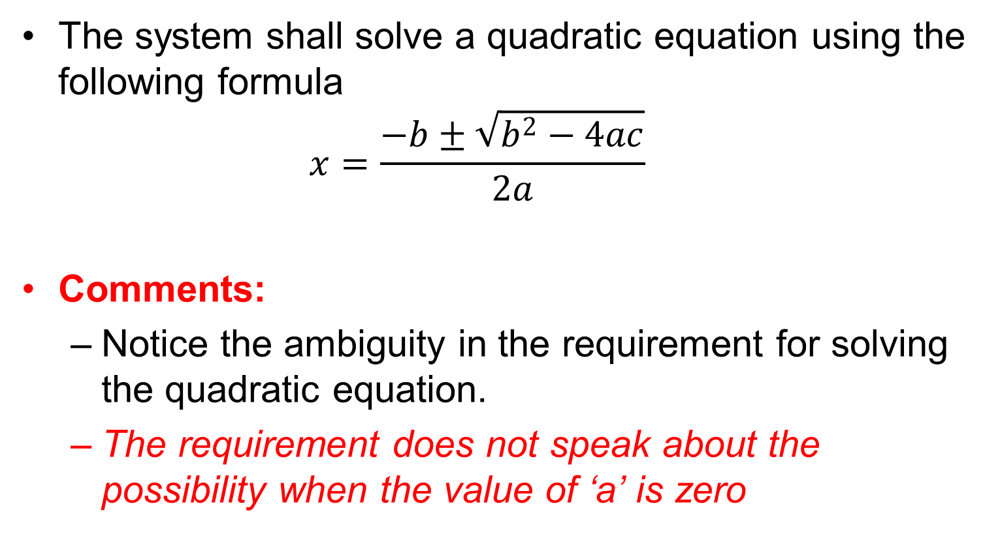 • The system shall solve a quadratic equation using the
following formula
x = \frac{-b ± \sqrt{b² − 4ac}}{2a}
• Comments:
– Notice the ambiguity in the requirement for solving
the quadratic equation.
– The requirement does not speak about the
possibility when the value of ‘a’ is zero